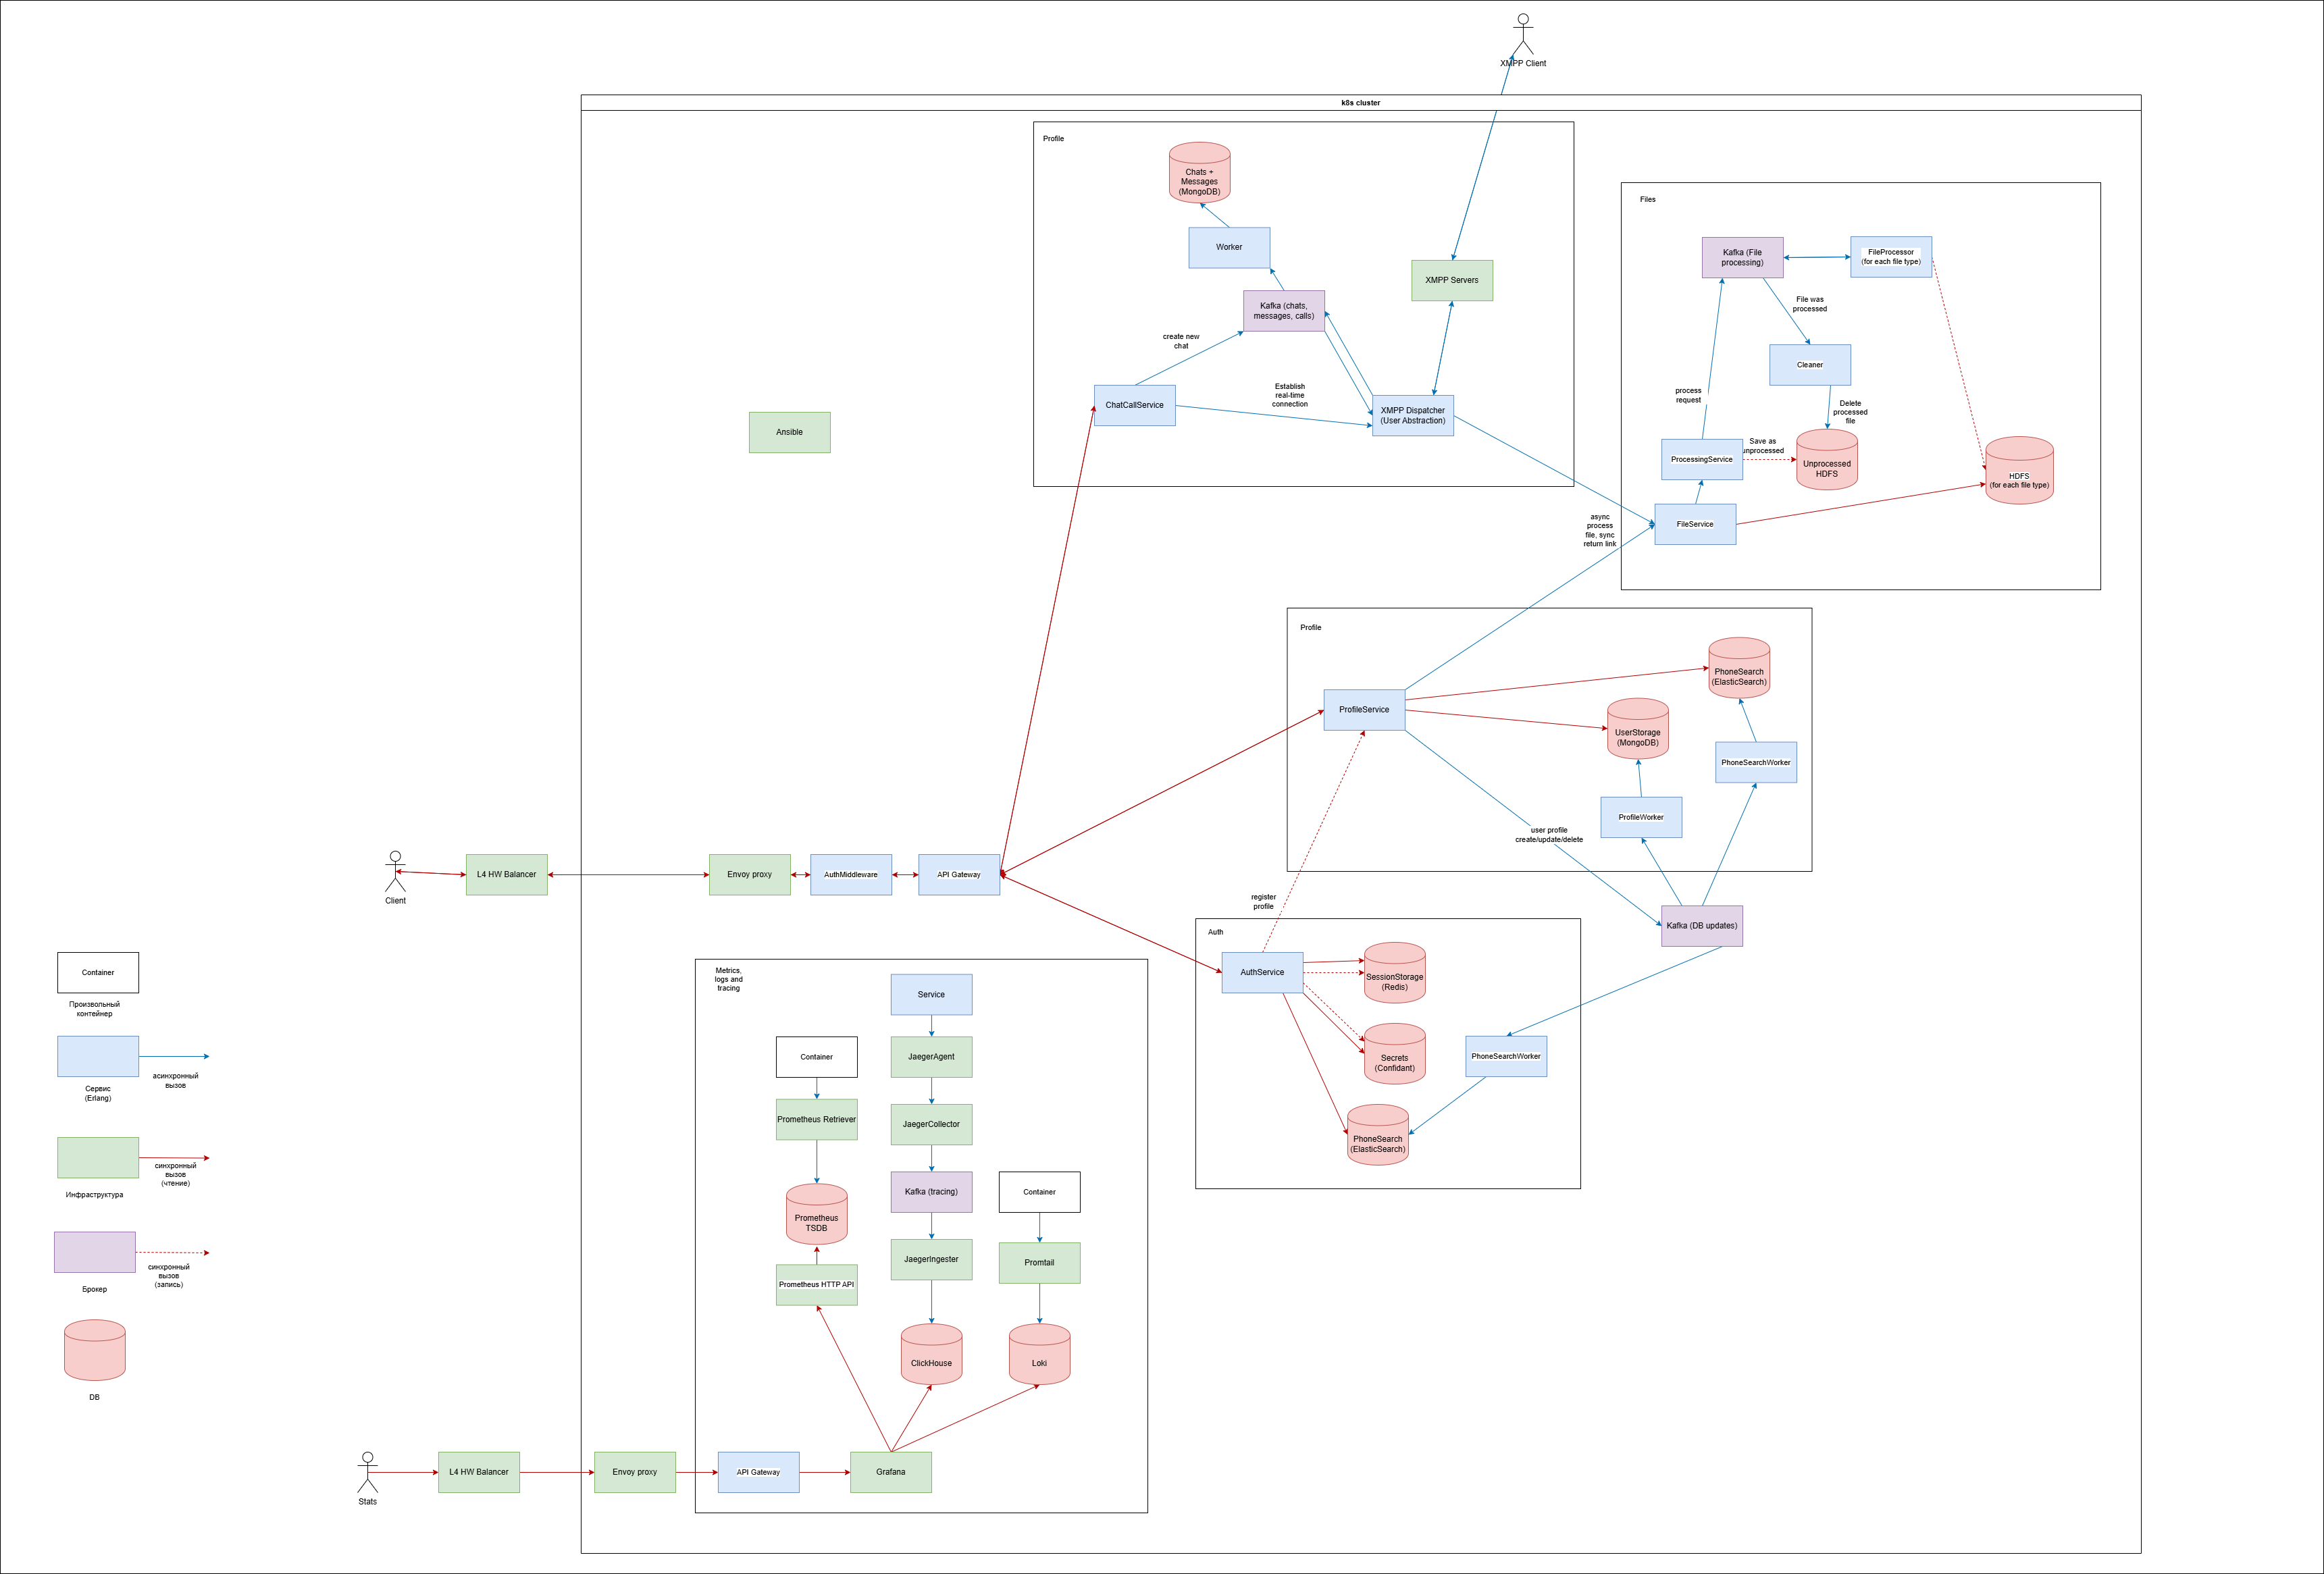 XMPP Client
k8s cluster
Profile
Chats +
Messages
(MongoDB)
Worker
Kafka (chats,
messages, calls)
XMPP Servers
create new
chat
ChatCallService
Establish
real-time
connection
XMPP Dispatcher
(User Abstraction)
Files
Kafka (File
processing)
FileProcessor
(for each file type)
File was
processed
Cleaner
process
request
Delete
processed
file
ProcessingService
Save as
unprocessed
Unprocessed
HDFS
HDFS
(for each file type)
FileService
async
process
file, sync
return link
Ansible
Profile
ProfileService
PhoneSearch
(ElasticSearch)
UserStorage
(MongoDB)
PhoneSearchWorker
ProfileWorker
user profile
create/update/delete
Kafka (DB updates)
Client
L4 HW Balancer
Envoy proxy
AuthMiddleware
API Gateway
register
profile
Auth
AuthService
SessionStorage
(Redis)
Secrets
(Confidant)
PhoneSearchWorker
PhoneSearch
(ElasticSearch)
Metrics,
logs and
tracing
Service
Container
JaegerAgent
Prometheus Retriever
JaegerCollector
Kafka (tracing)
Container
Prometheus
TSDB
JaegerIngester
Promtail
Prometheus HTTP API
ClickHouse
Loki
Stats
L4 HW Balancer
Envoy proxy
API Gateway
Grafana
Container
Произвольный
контейнер
Сервис
(Erlang)
асинхронный
вызов
Инфраструктура
синхронный
вызов
(чтение)
Брокер
синхронный
вызов
(запись)
DB